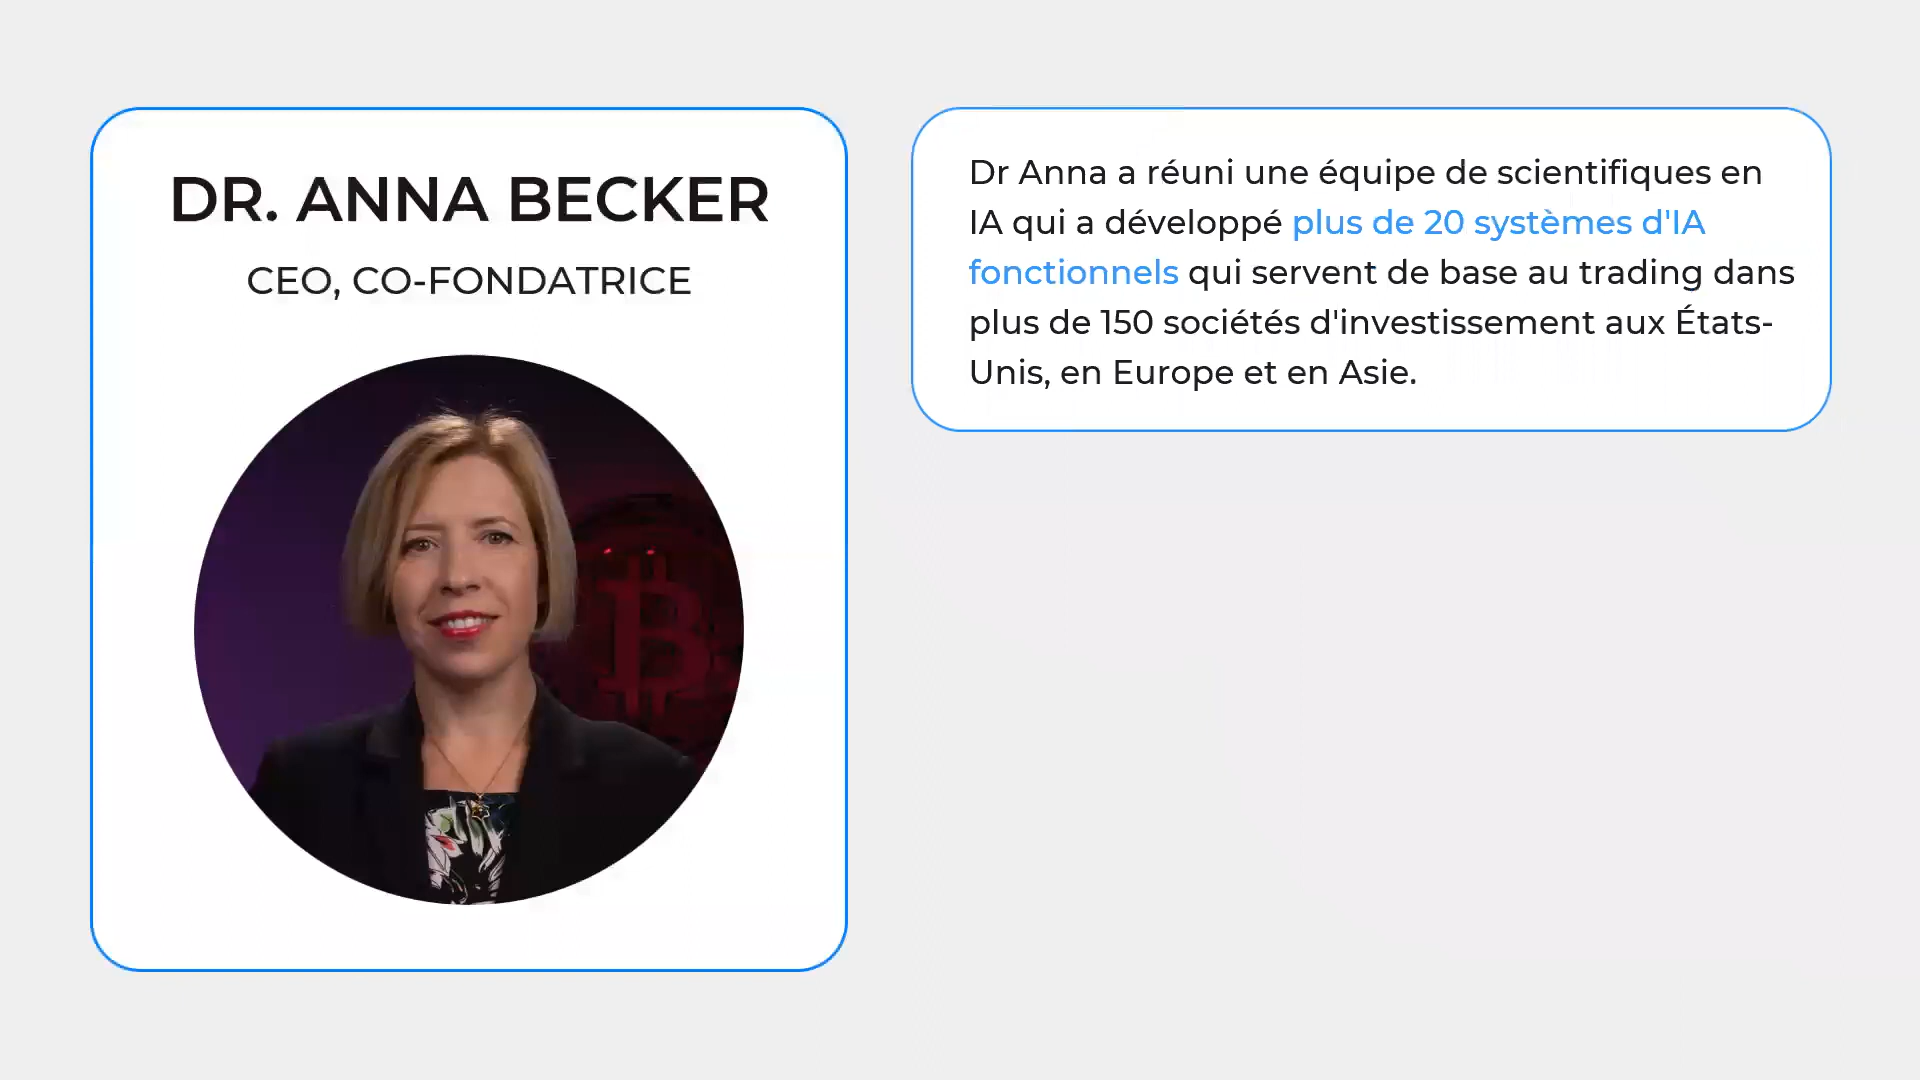 DR. ANNA BECKER
CEO, CO-FONDATRICE
Dr Anna a réuni une équipe de scientifiques en
IA qui a développé plus de 20 systèmes d'IA
fonctionnels qui servent de base au trading dans
plus de 150 sociétés d'investissement aux États-
Unis, en Europe et en Asie.